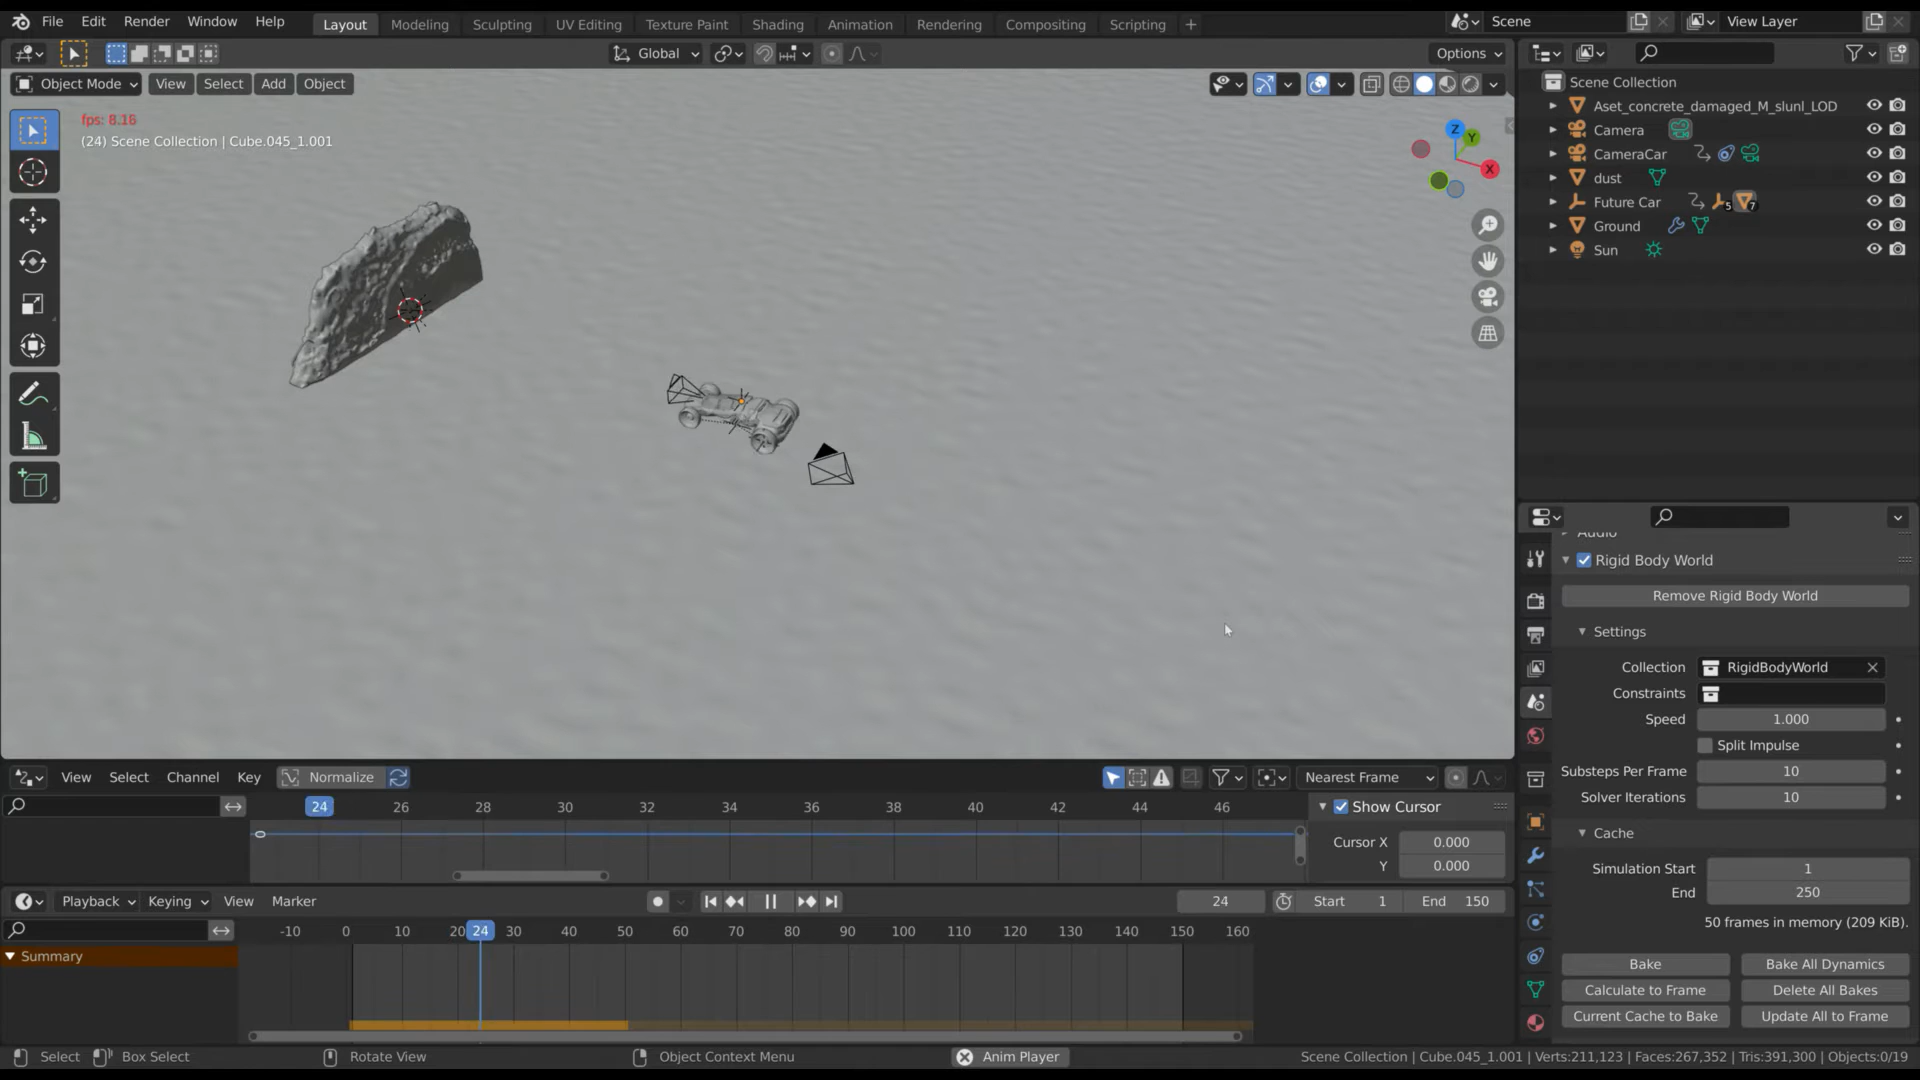 File Edit Render Window Help Layout Modeling Sculpting UV Editing Texture Paint Shading Animation Rendering Compositing Scripting + Scene View Layer
Global Options
Object Mode View Select Add Object
fps: 8.16
(24) Scene Collection | Cube.045_1.001
Z Y X
Scene Collection
Aset_concrete_damaged_M_slunl_LOD
Camera
CameraCar
dust
Future Car 5 7
Ground
Sun
Audio
Rigid Body World
Remove Rigid Body World
Settings
Collection RigidBodyWorld
Constraints
Speed 1.000
Split Impulse
Substeps Per Frame 10
Solver Iterations 10
Cache
Simulation Start 1
End 250
50 frames in memory (209 KiB).
Bake Bake All Dynamics
Calculate to Frame Delete All Bakes
Current Cache to Bake Update All to Frame
View Select Channel Key Normalize Nearest Frame
24 26 28 30 32 34 36 38 40 42 44 46
Show Cursor
Cursor X 0.000
Y 0.000
Playback Keying View Marker 24 Start 1 End 150
-10 0 10 20 24 30 40 50 60 70 80 90 100 110 120 130 140 150 160
Summary
Select Box Select Rotate View Object Context Menu Anim Player Scene Collection | Cube.045_1.001 | Verts:211,123 | Faces:267,352 | Tris:391,300 | Objects:0/19